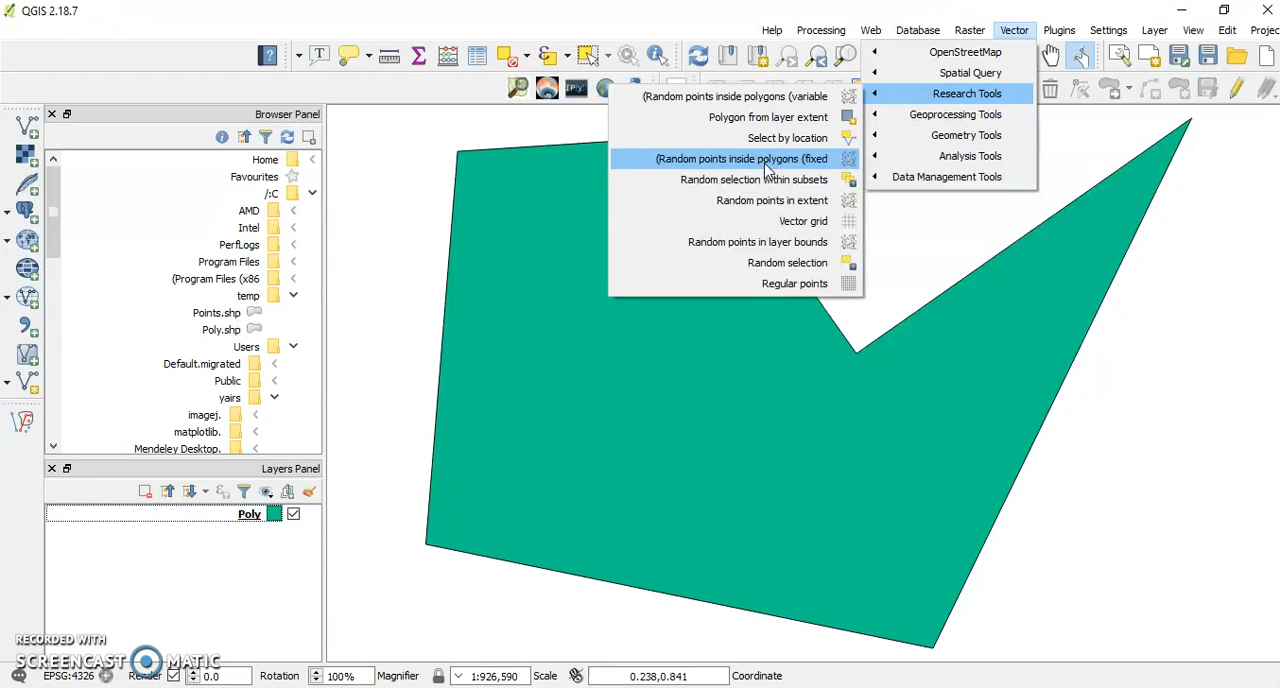 QGIS 2.18.7
Help Processing Web Database Raster Vector Plugins Settings Layer View Edit Projec
OpenStreetMap
Spatial Query
Research Tools
Geoprocessing Tools
Geometry Tools
Analysis Tools
Data Management Tools
(Random points inside polygons (variable
Polygon from layer extent
Select by location
(Random points inside polygons (fixed
Random selection within subsets
Random points in extent
Vector grid
Random points in layer bounds
Random selection
Regular points
Browser Panel
Home
Favourites
/:C
AMD
Intel
PerfLogs
Program Files
(Program Files (x86
temp
Points.shp
Poly.shp
Users
Default.migrated
Public
yairs
imagej.
matplotlib.
Mendeley Desktop.
Layers Panel
Poly
RECORDED WITH
SCREENCAST MATIC
EPSG:4326 Render 0.0 Rotation 100% Magnifier 1:926,590 Scale 0.238,0.841 Coordinate